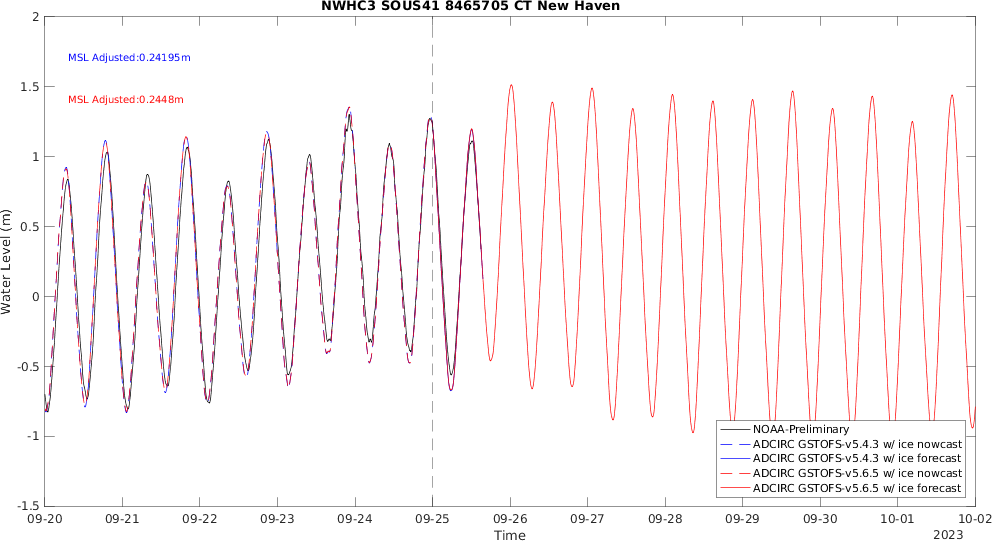 NWHC3 SOUS41 8465705 CT New Haven
MSL Adjusted:0.24195m
MSL Adjusted:0.2448m
Water Level (m)
2
1.5
1
0.5
0
-0.5
-1
-1.5
NOAA-Preliminary
ADCIRC GSTOFS-v5.4.3 w/ ice nowcast
ADCIRC GSTOFS-v5.4.3 w/ ice forecast
ADCIRC GSTOFS-v5.6.5 w/ ice nowcast
ADCIRC GSTOFS-v5.6.5 w/ ice forecast
09-20 09-21 09-22 09-23 09-24 09-25 09-26 09-27 09-28 09-29 09-30 10-01 10-02
Time
2023